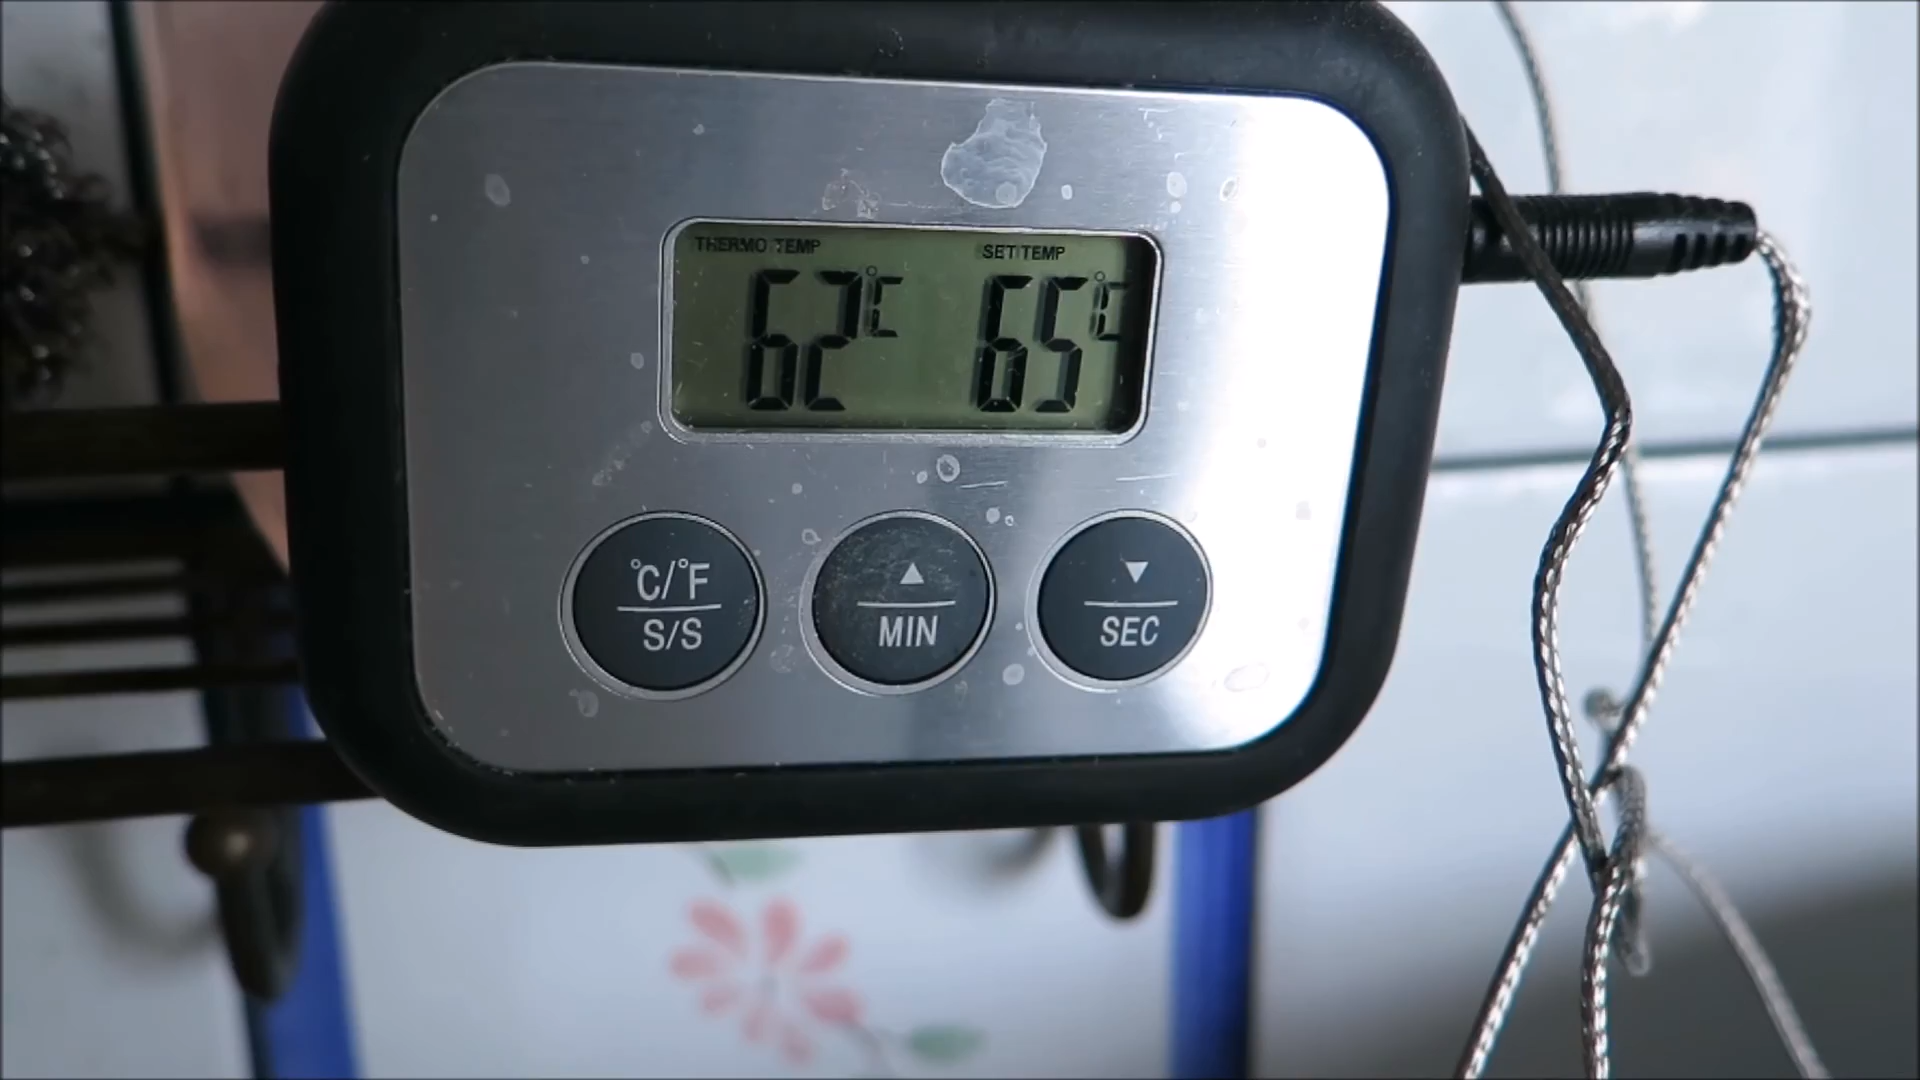 THERMO TEMP SET TEMP
62°C 65°C
°C/°F ▲ ▼
S/S MIN SEC